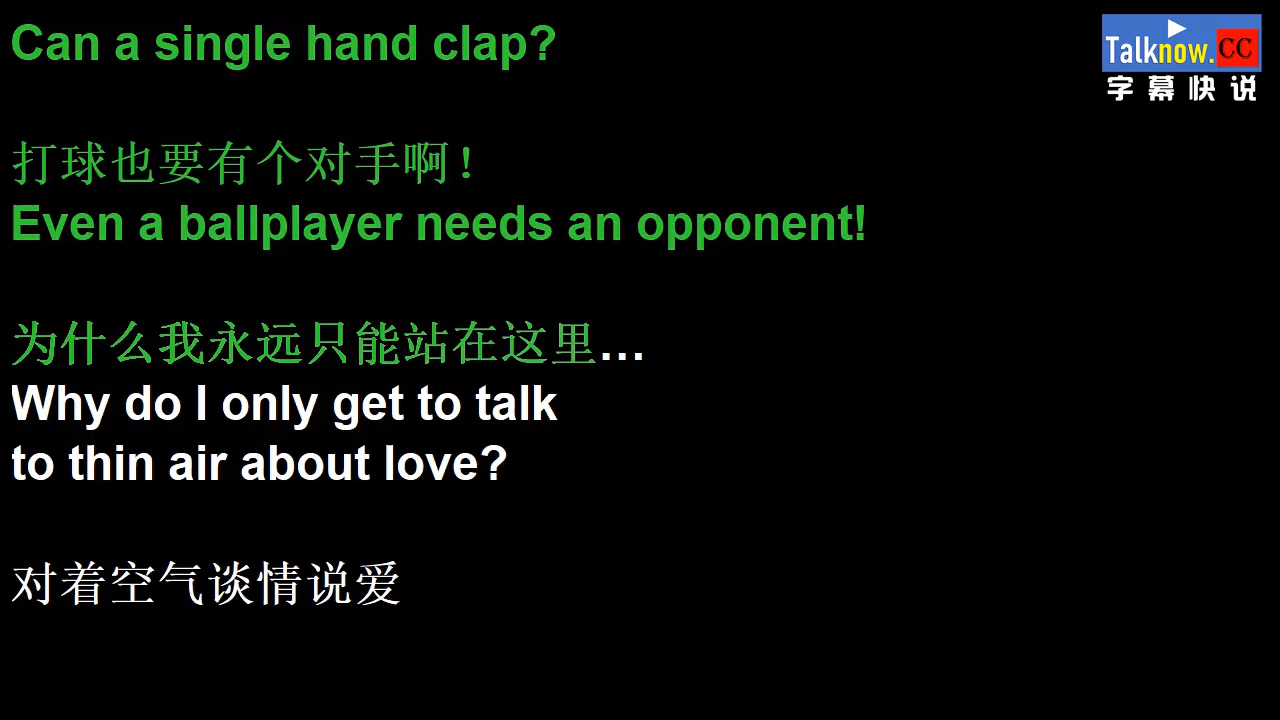 Can a single hand clap?
Talknow.CC
字幕快说
打球也要有个对手啊！
Even a ballplayer needs an opponent!
为什么我永远只能站在这里…
Why do I only get to talk
to thin air about love?
对着空气谈情说爱